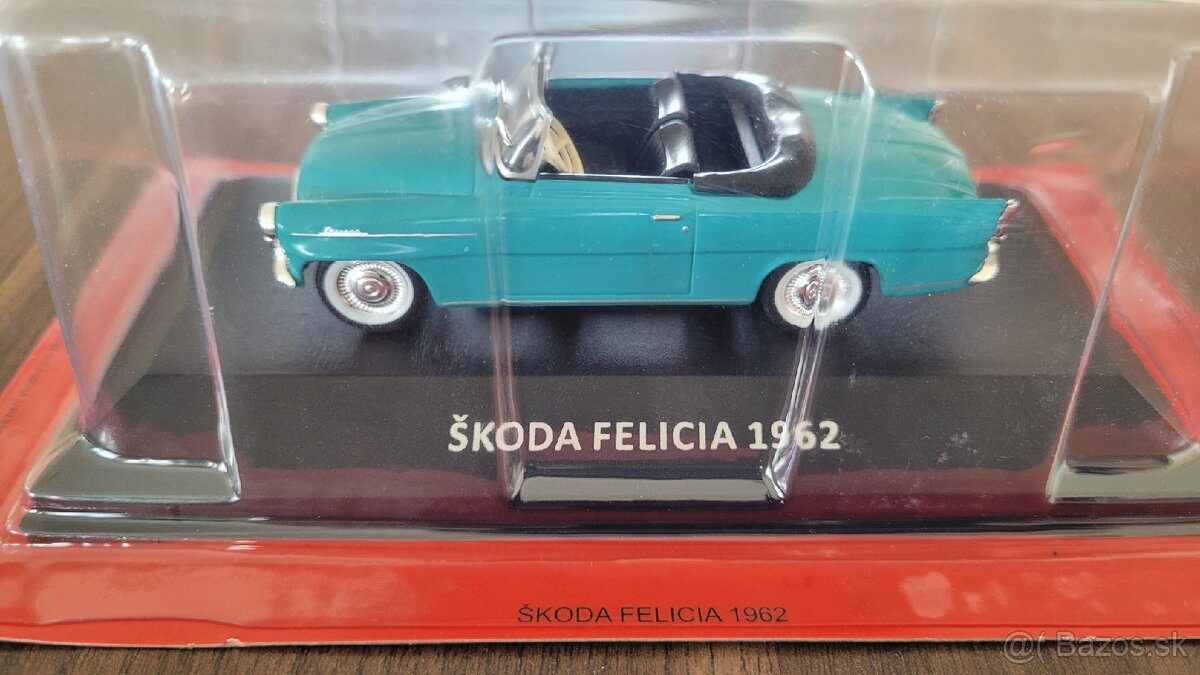 ŠKODA FELICIA 1962
ŠKODA FELICIA 1962
@( Bazos.sk